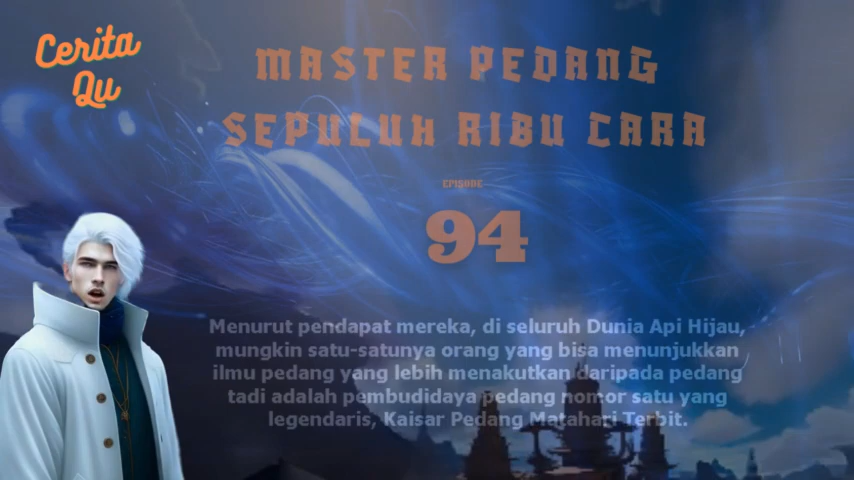 Cerita
Qu
MASTER PEDANG
SEPULUH RIBU CARA
EPISODE
94
Menurut pendapat mereka, di seluruh Dunia Api Hijau,
mungkin satu-satunya orang yang bisa menunjukkan
ilmu pedang yang lebih menakutkan daripada pedang
tadi adalah pembudidaya pedang nomor satu yang
legendaris, Kaisar Pedang Matahari Terbit.